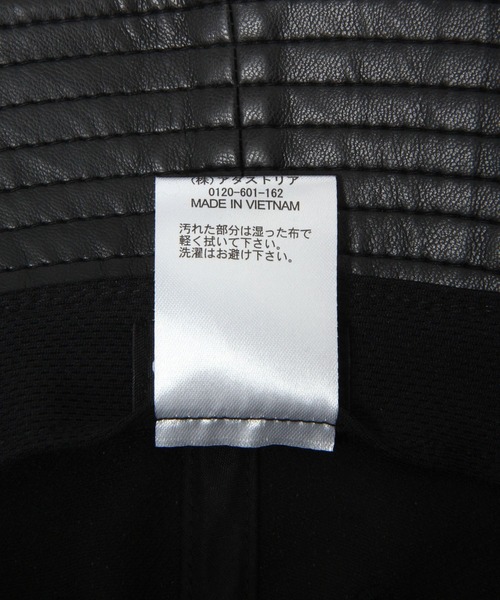 (株)アダストリア
0120-601-162
MADE IN VIETNAM
汚れた部分は湿った布で
軽く拭いて下さい。
洗濯はお避け下さい。